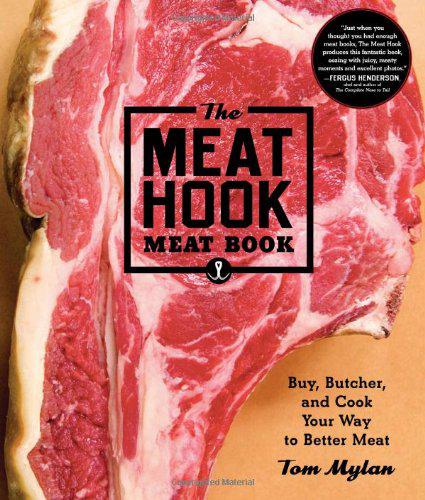 "Just when you
thought you had enough
meat books, The Meat Hook
produces this fantastic book,
oozing with juicy, meaty
moments and excellent photos."
—FERGUS HENDERSON,
chef and author of
The Complete Nose to Tail
The
MEAT
HOOK
MEAT BOOK
Buy, Butcher,
and Cook
Your Way
to Better Meat
Tom Mylan